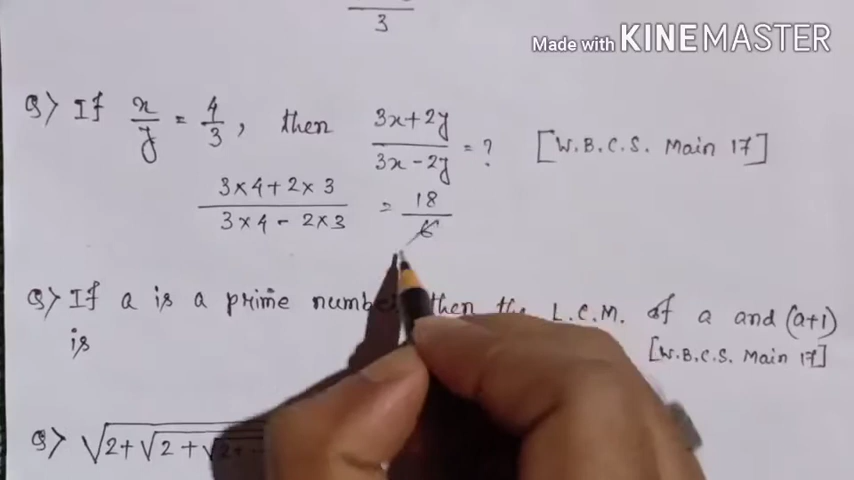 3
Made with KINEMASTER
Q> If x/y = 4/3, then 3x+2y/3x-2y = ? [W.B.C.S. Main 17]
3×4+2×3/3×4-2×3 = 18/6
Q> If a is a prime number then the L.C.M. of a and (a+1)
is [W.B.C.S. Main 17]
Q> √2+√2+√2